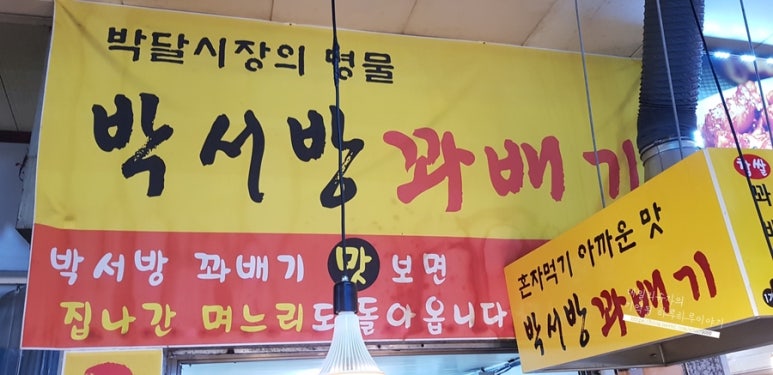 박달시장의 명물
박서방 꽈배기
박서방 꽈배기 맛보면
집나간 며느리도 돌아옵니다
혼자먹기 아까운 맛
박서방 꽈배기
찹쌀